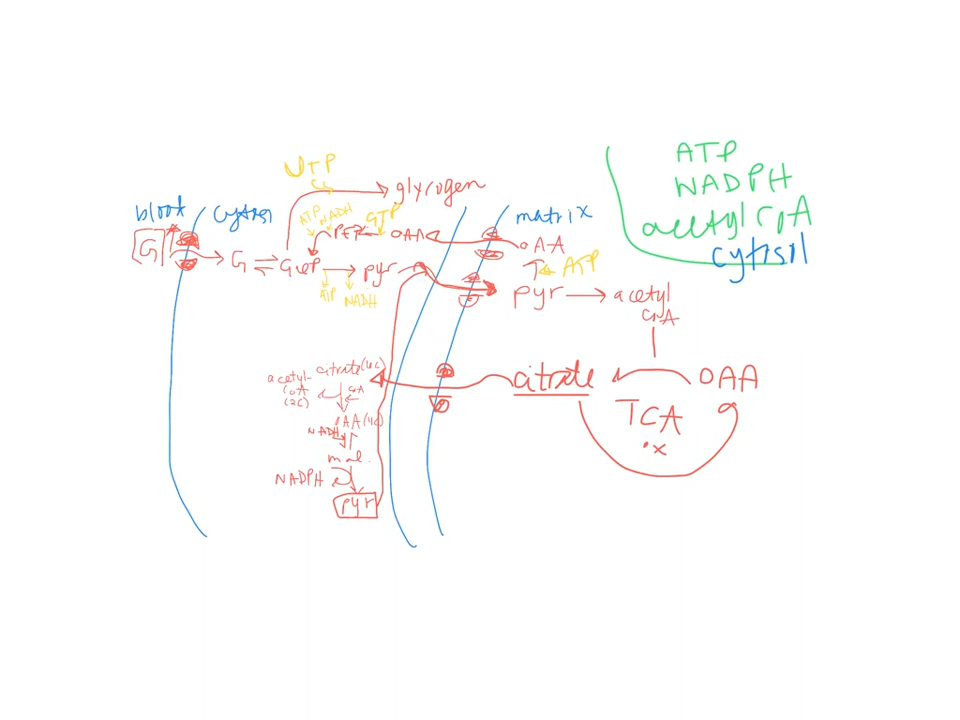 ATP
NADPH
acetyl CoA
cytosol
UTP
glycogen
blood
cytosol
matrix
ATP
NADH
GTP
PEP
OAA
OAA
G
G
G6P
pyr
ATP
ATP
NADH
pyr
acetyl
CoA
citrate (6C)
acetyl-
CoA
(2C)
CoA
citrate
OAA
OAA (4C
TCA
NADH
mal.
NADPH
pyr